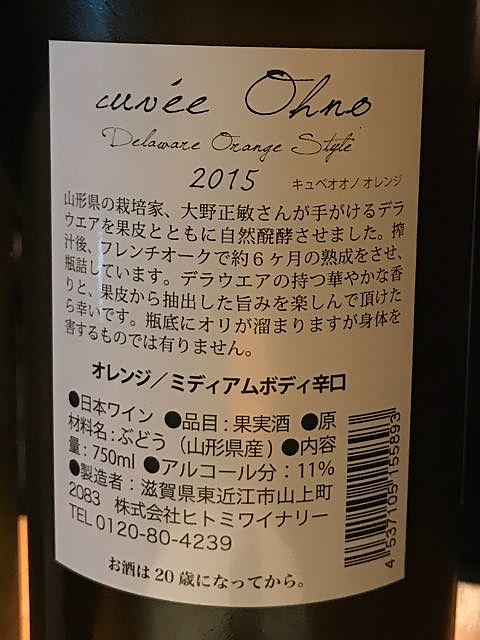 cuvée Ohno
Delaware Orange Style
2015 キュベオオノ オレンジ
山形県の栽培家、大野正敏さんが手がけるデラ
ウエアを果皮とともに自然醗酵させました。搾
汁後、フレンチオークで約6ヶ月の熟成をさせ、
瓶詰しています。デラウエアの持つ華やかな香
りと、果皮から抽出した旨みを楽しんで頂けた
ら幸いです。瓶底にオリが溜まりますが身体を
害するものでは有りません。
オレンジ／ミディアムボディ辛口
●日本ワイン ●品目:果実酒 ●原
材料名:ぶどう（山形県産）●内容
量:750ml ●アルコール分:11%
●製造者:滋賀県東近江市山上町
2083 株式会社ヒトミワイナリー
TEL 0120-80-4239
お酒は20歳になってから。
4 537105 155893